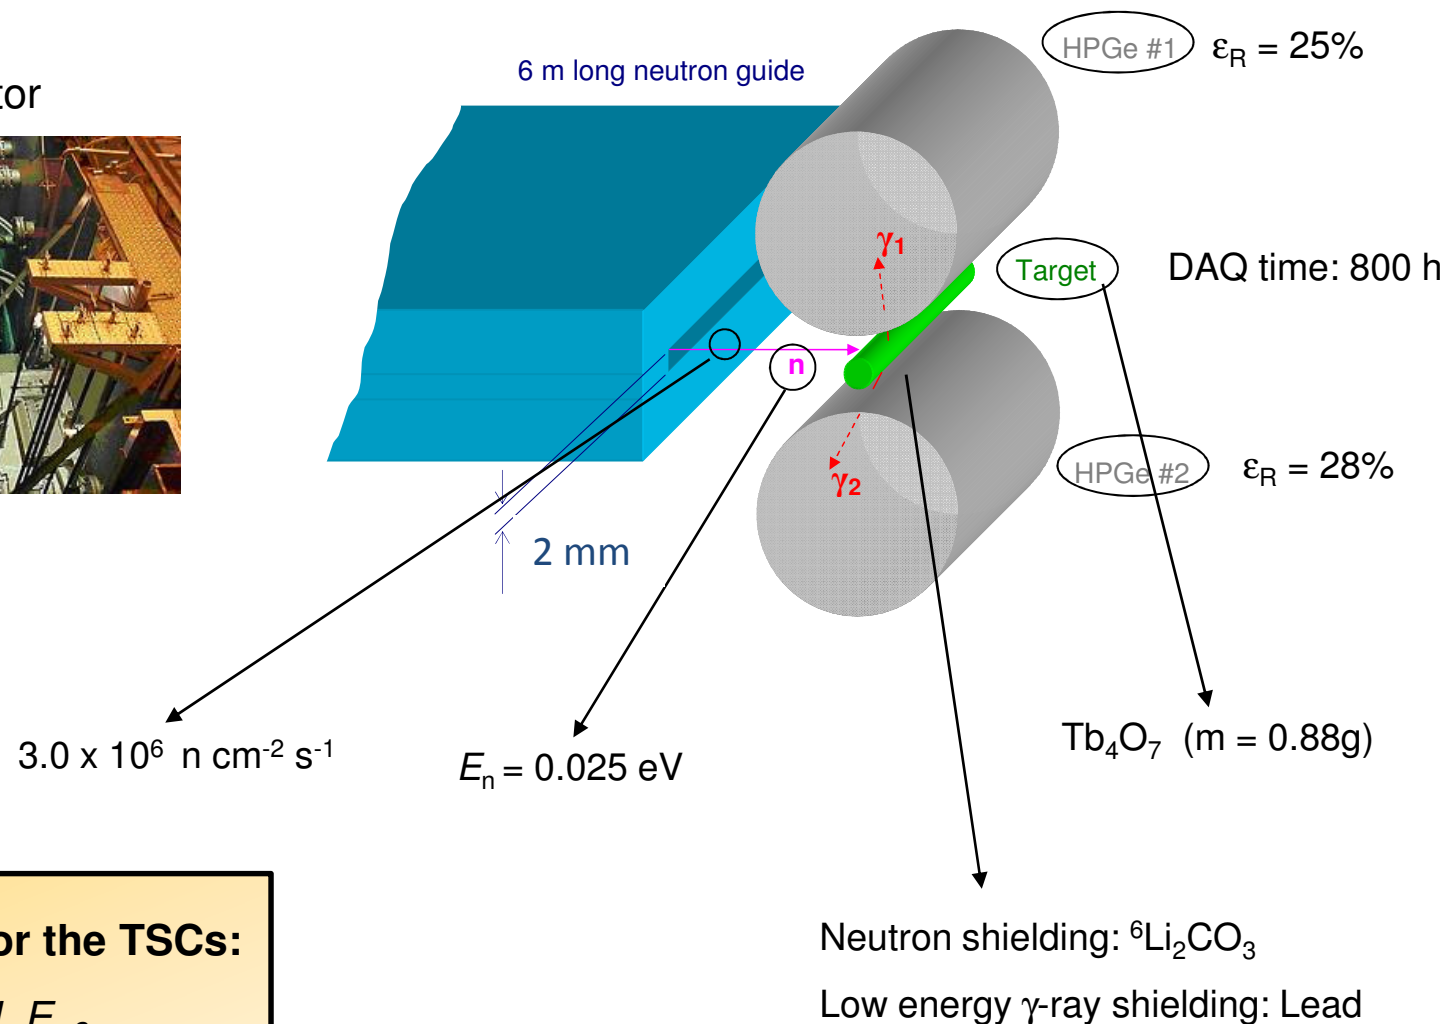 tor
6 m long neutron guide
HPGe #1
ε_R = 25%
γ₁
Target
DAQ time: 800 h
n
HPGe #2
ε_R = 28%
γ₂
2 mm
3.0 x 10⁶ n cm⁻² s⁻¹
Eₙ = 0.025 eV
Tb₄O₇ (m = 0.88g)
or the TSCs:
Neutron shielding: ⁶Li₂CO₃
Low energy γ-ray shielding: Lead